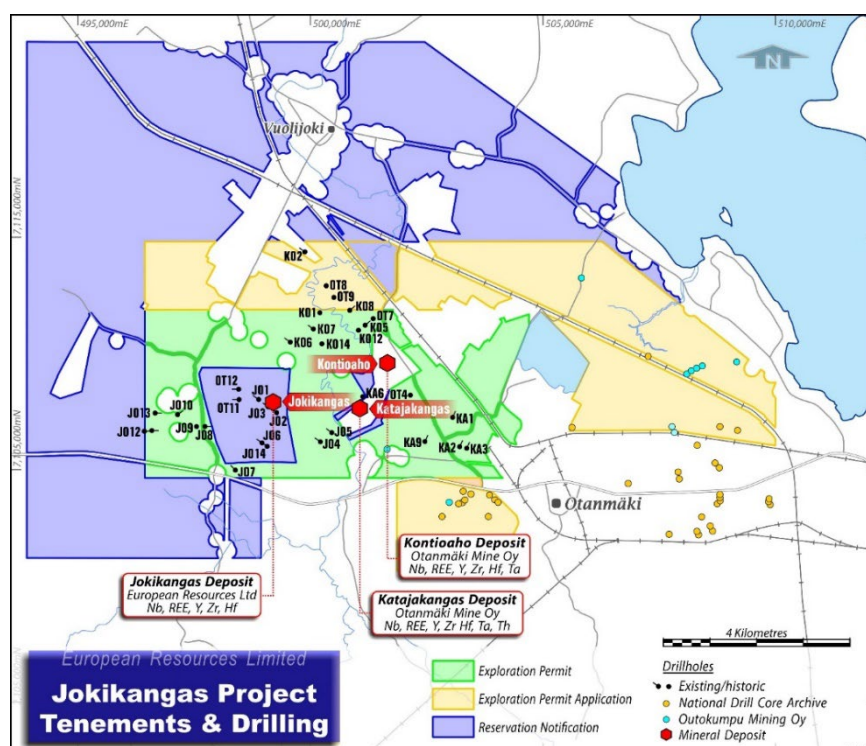 495,000mE
500,000mE
505,000mE
510,000mE
N
Vuolijoki
7,115,000mN
KO2
OT8
OT9
KO1
KO8
OT7
KO5
KO7
KO12
KO6
KO14
Kontioaho
OT12
JO1
KA6
OT4
Jokikangas
Katajakangas
OT11
JO3
JO2
KA1
JO13
JO10
JO12
JO9
JO8
JO6
JO5
JO4
KA9
KA2
KA3
JO14
JO7
7,105,000mN
Otanmäki
Kontioaho Deposit
Otanmäki Mine Oy
Nb, REE, Y, Zr, Hf, Ta
Jokikangas Deposit
European Resources Ltd
Nb, REE, Y, Zr, Hf
Katajakangas Deposit
Otanmäki Mine Oy
Nb, REE, Y, Zr Hf, Ta, Th
4 Kilometres
European Resources Limited
Jokikangas Project
Tenements & Drilling
Exploration Permit
Exploration Permit Application
Reservation Notification
Drillholes
Existing/historic
National Drill Core Archive
Outokumpu Mining Oy
Mineral Deposit